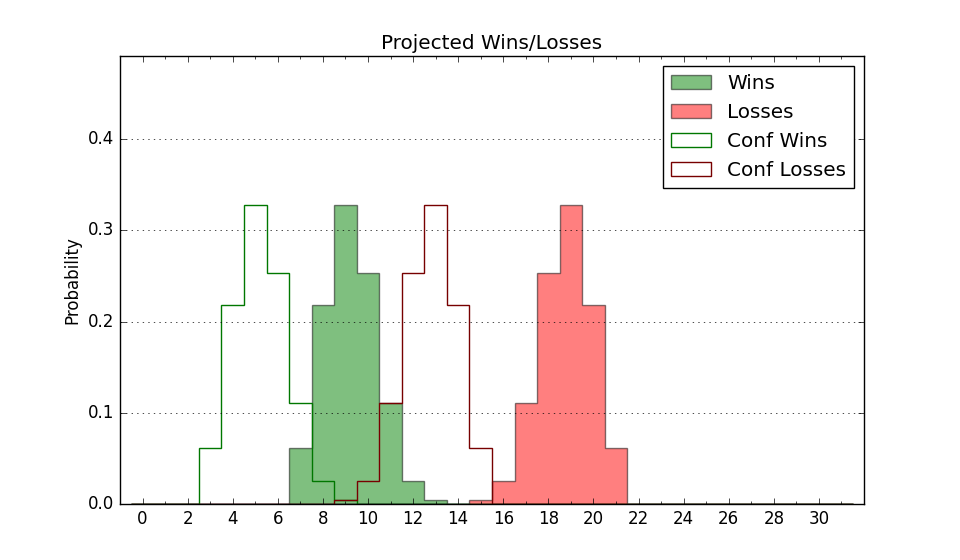 Projected Wins/Losses
Wins
Losses
Conf Wins
Conf Losses
Probability
0.4
0.3
0.2
0.1
0.0
0 2 4 6 8 10 12 14 16 18 20 22 24 26 28 30